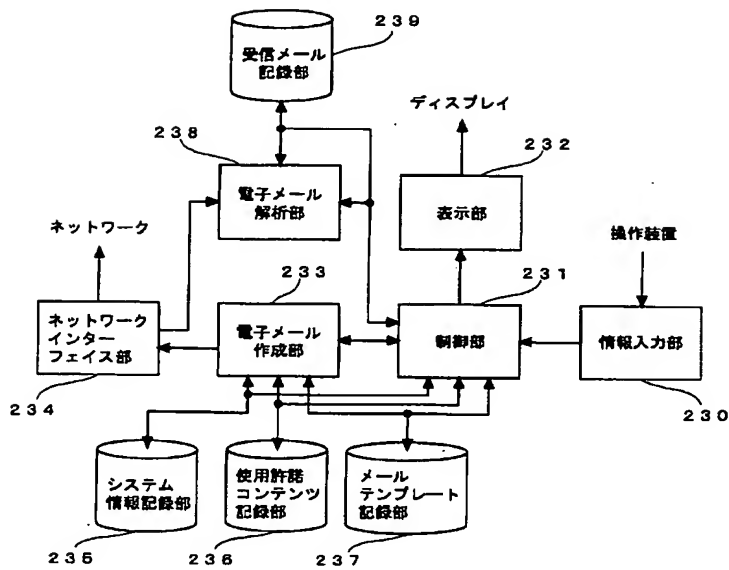 239
受信メール
記録部
ディスプレイ
238
232
電子メール
解析部
表示部
ネットワーク
操作装置
233
231
ネットワーク
インター
フェイス部
電子メール
作成部
制御部
情報入力部
234
230
システム
情報記録部
使用許諾
コンテンツ
記録部
メール
テンプレート
記録部
235
236
237